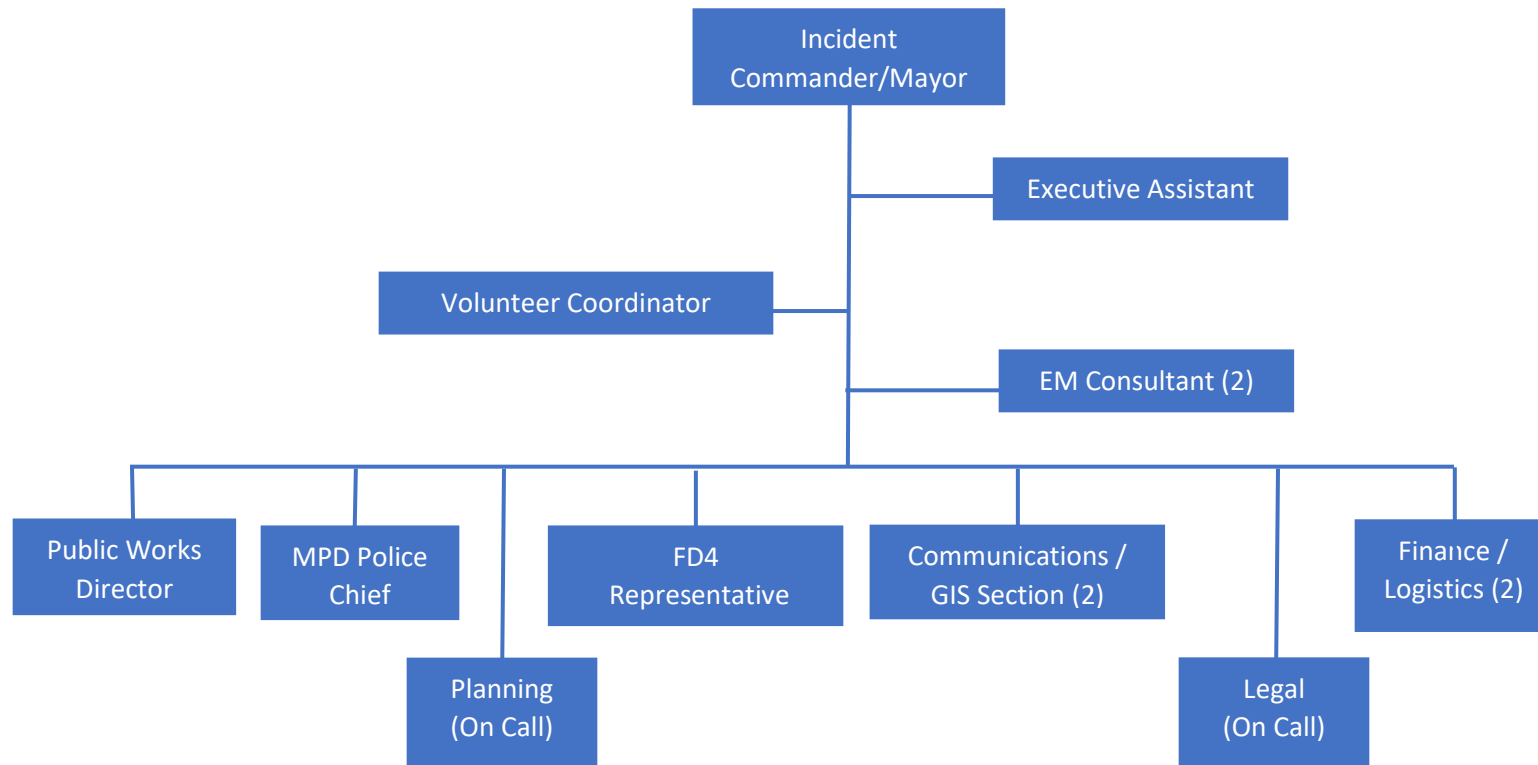 Incident
Commander/Mayor
Executive Assistant
Volunteer Coordinator
EM Consultant (2)
Public Works
Director
MPD Police
Chief
FD4
Representative
Communications /
GIS Section (2)
Finance /
Logistics (2)
Planning
(On Call)
Legal
(On Call)